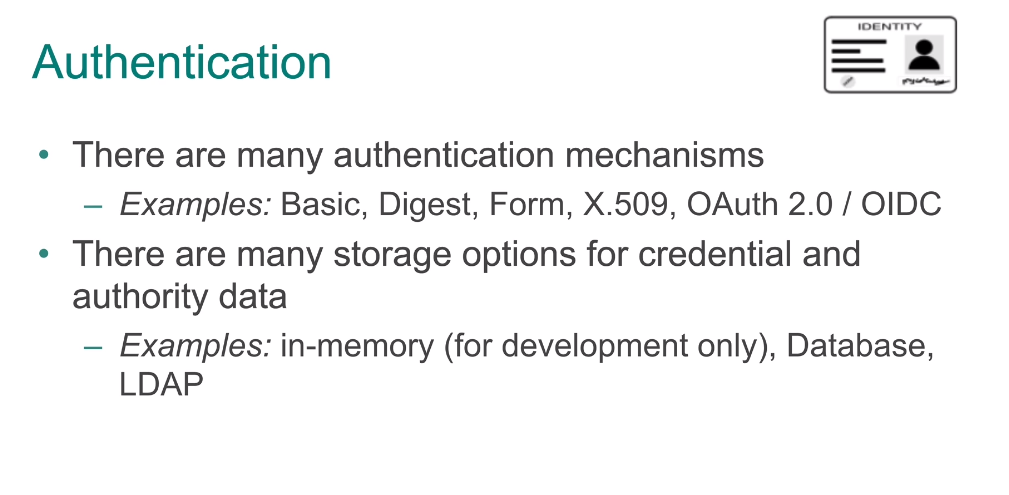 IDENTITY
Authentication
• There are many authentication mechanisms
– Examples: Basic, Digest, Form, X.509, OAuth 2.0 / OIDC
• There are many storage options for credential and
authority data
– Examples: in-memory (for development only), Database,
LDAP